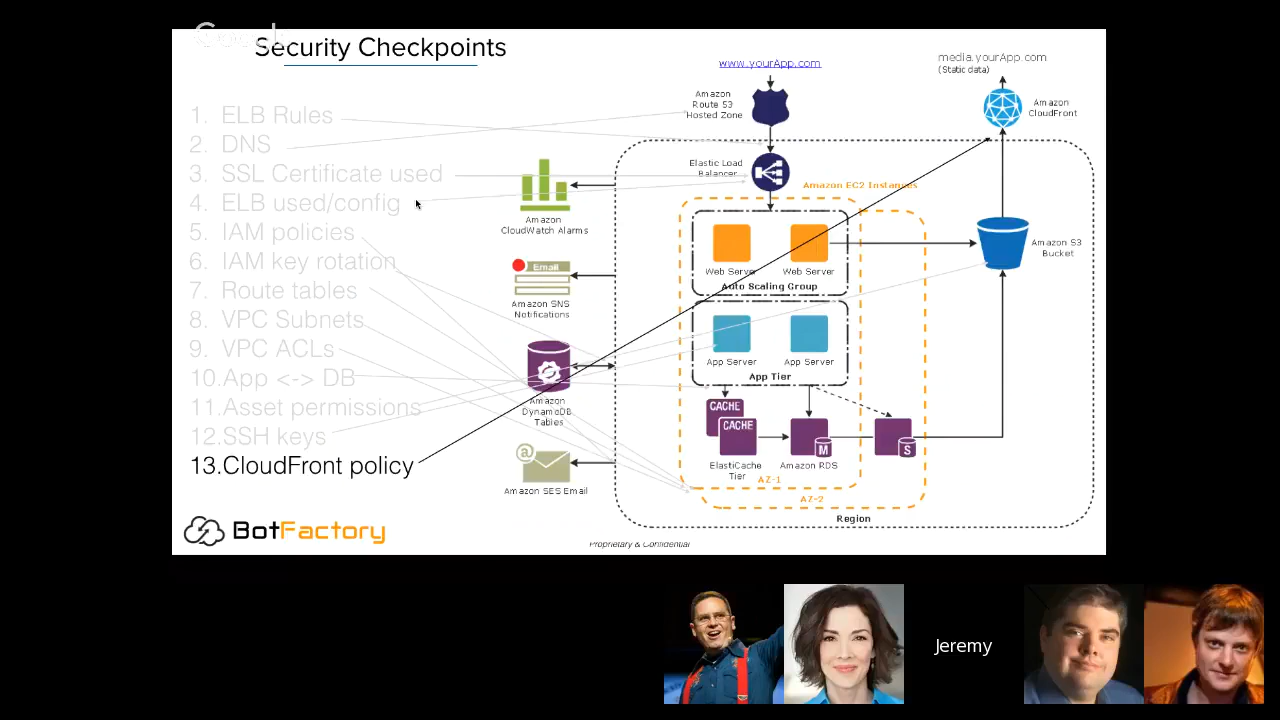 Security Checkpoints
1. ELB Rules
2. DNS
3. SSL Certificate used
4. ELB used/config
5. IAM policies
6. IAM key rotation
7. Route tables
8. VPC Subnets
9. VPC ACLs
10.App <-> DB
11.Asset permissions
12.SSH keys
13.CloudFront policy
BotFactory
www.yourApp.com
media.yourApp.com
(Static data)
Amazon
Route 53
Hosted Zone
Amazon
CloudFront
Elastic Load
Balancer
Amazon EC2 Instances
Amazon
CloudWatch Alarms
Web Server
Web Server
Auto Scaling Group
Amazon S3
Bucket
Email
Amazon SNS
Notifications
App Server
App Server
App Tier
Amazon
DynamoDB
Tables
CACHE
CACHE
M
S
ElastiCache
Tier
Amazon RDS
@
Amazon SES Email
AZ-1
AZ-2
Region
Proprietary & Confidential
Jeremy